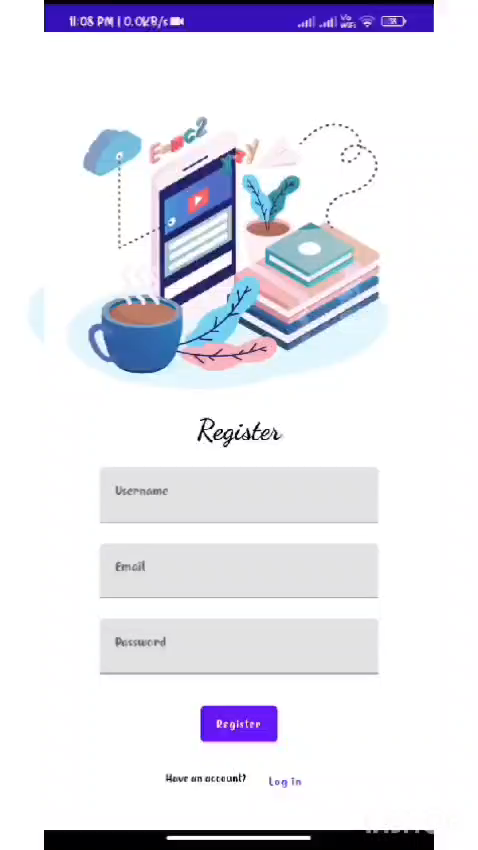 11:08 PM | 0.0KB/s
E=mc2
Register
Username
Email
Password
Register
Have an account? Log in